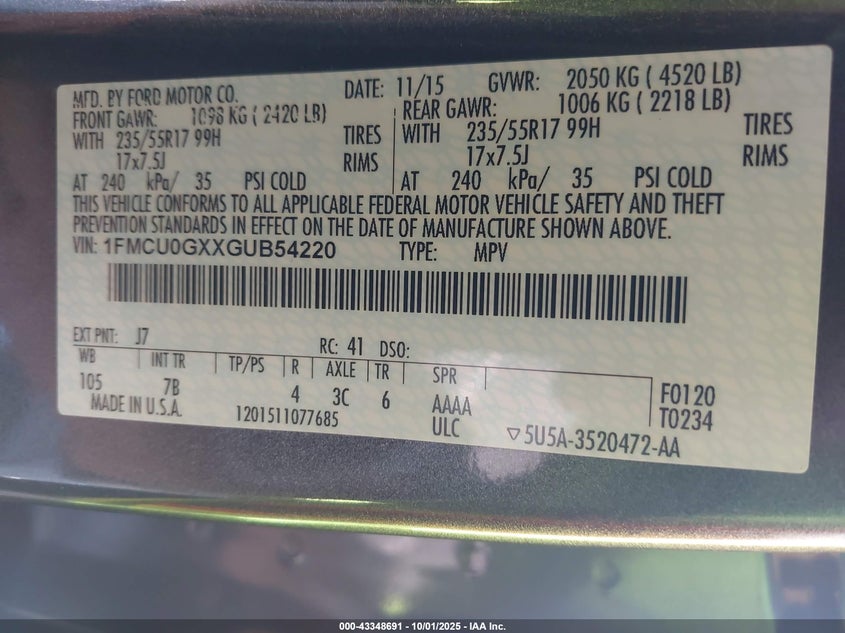 MFD. BY FORD MOTOR CO.
DATE: 11/15 GVWR: 2050 KG ( 4520 LB)
FRONT GAWR: 1098 KG ( 2420 LB)
REAR GAWR: 1006 KG ( 2218 LB)
WITH 235/55R17 99H TIRES
WITH 235/55R17 99H TIRES
17x7.5J RIMS
17x7.5J RIMS
AT 240 kPa/ 35 PSI COLD
AT 240 kPa/ 35 PSI COLD
THIS VEHICLE CONFORMS TO ALL APPLICABLE FEDERAL MOTOR VEHICLE SAFETY AND THEFT
PREVENTION STANDARDS IN EFFECT ON THE DATE OF MANUFACTURE SHOWN ABOVE.
VIN: 1FMCU0GXXGUB54220 TYPE: MPV
EXT PNT: J7 RC: 41 DSO:
WB INT TR TP/PS R AXLE TR SPR
105 7B 4 3C 6 AAAA F0120
MADE IN U.S.A. 1201511077685 ULC T0234
▽5U5A-3520472-AA
000-43348691 - 10/01/2025 - IAA Inc.